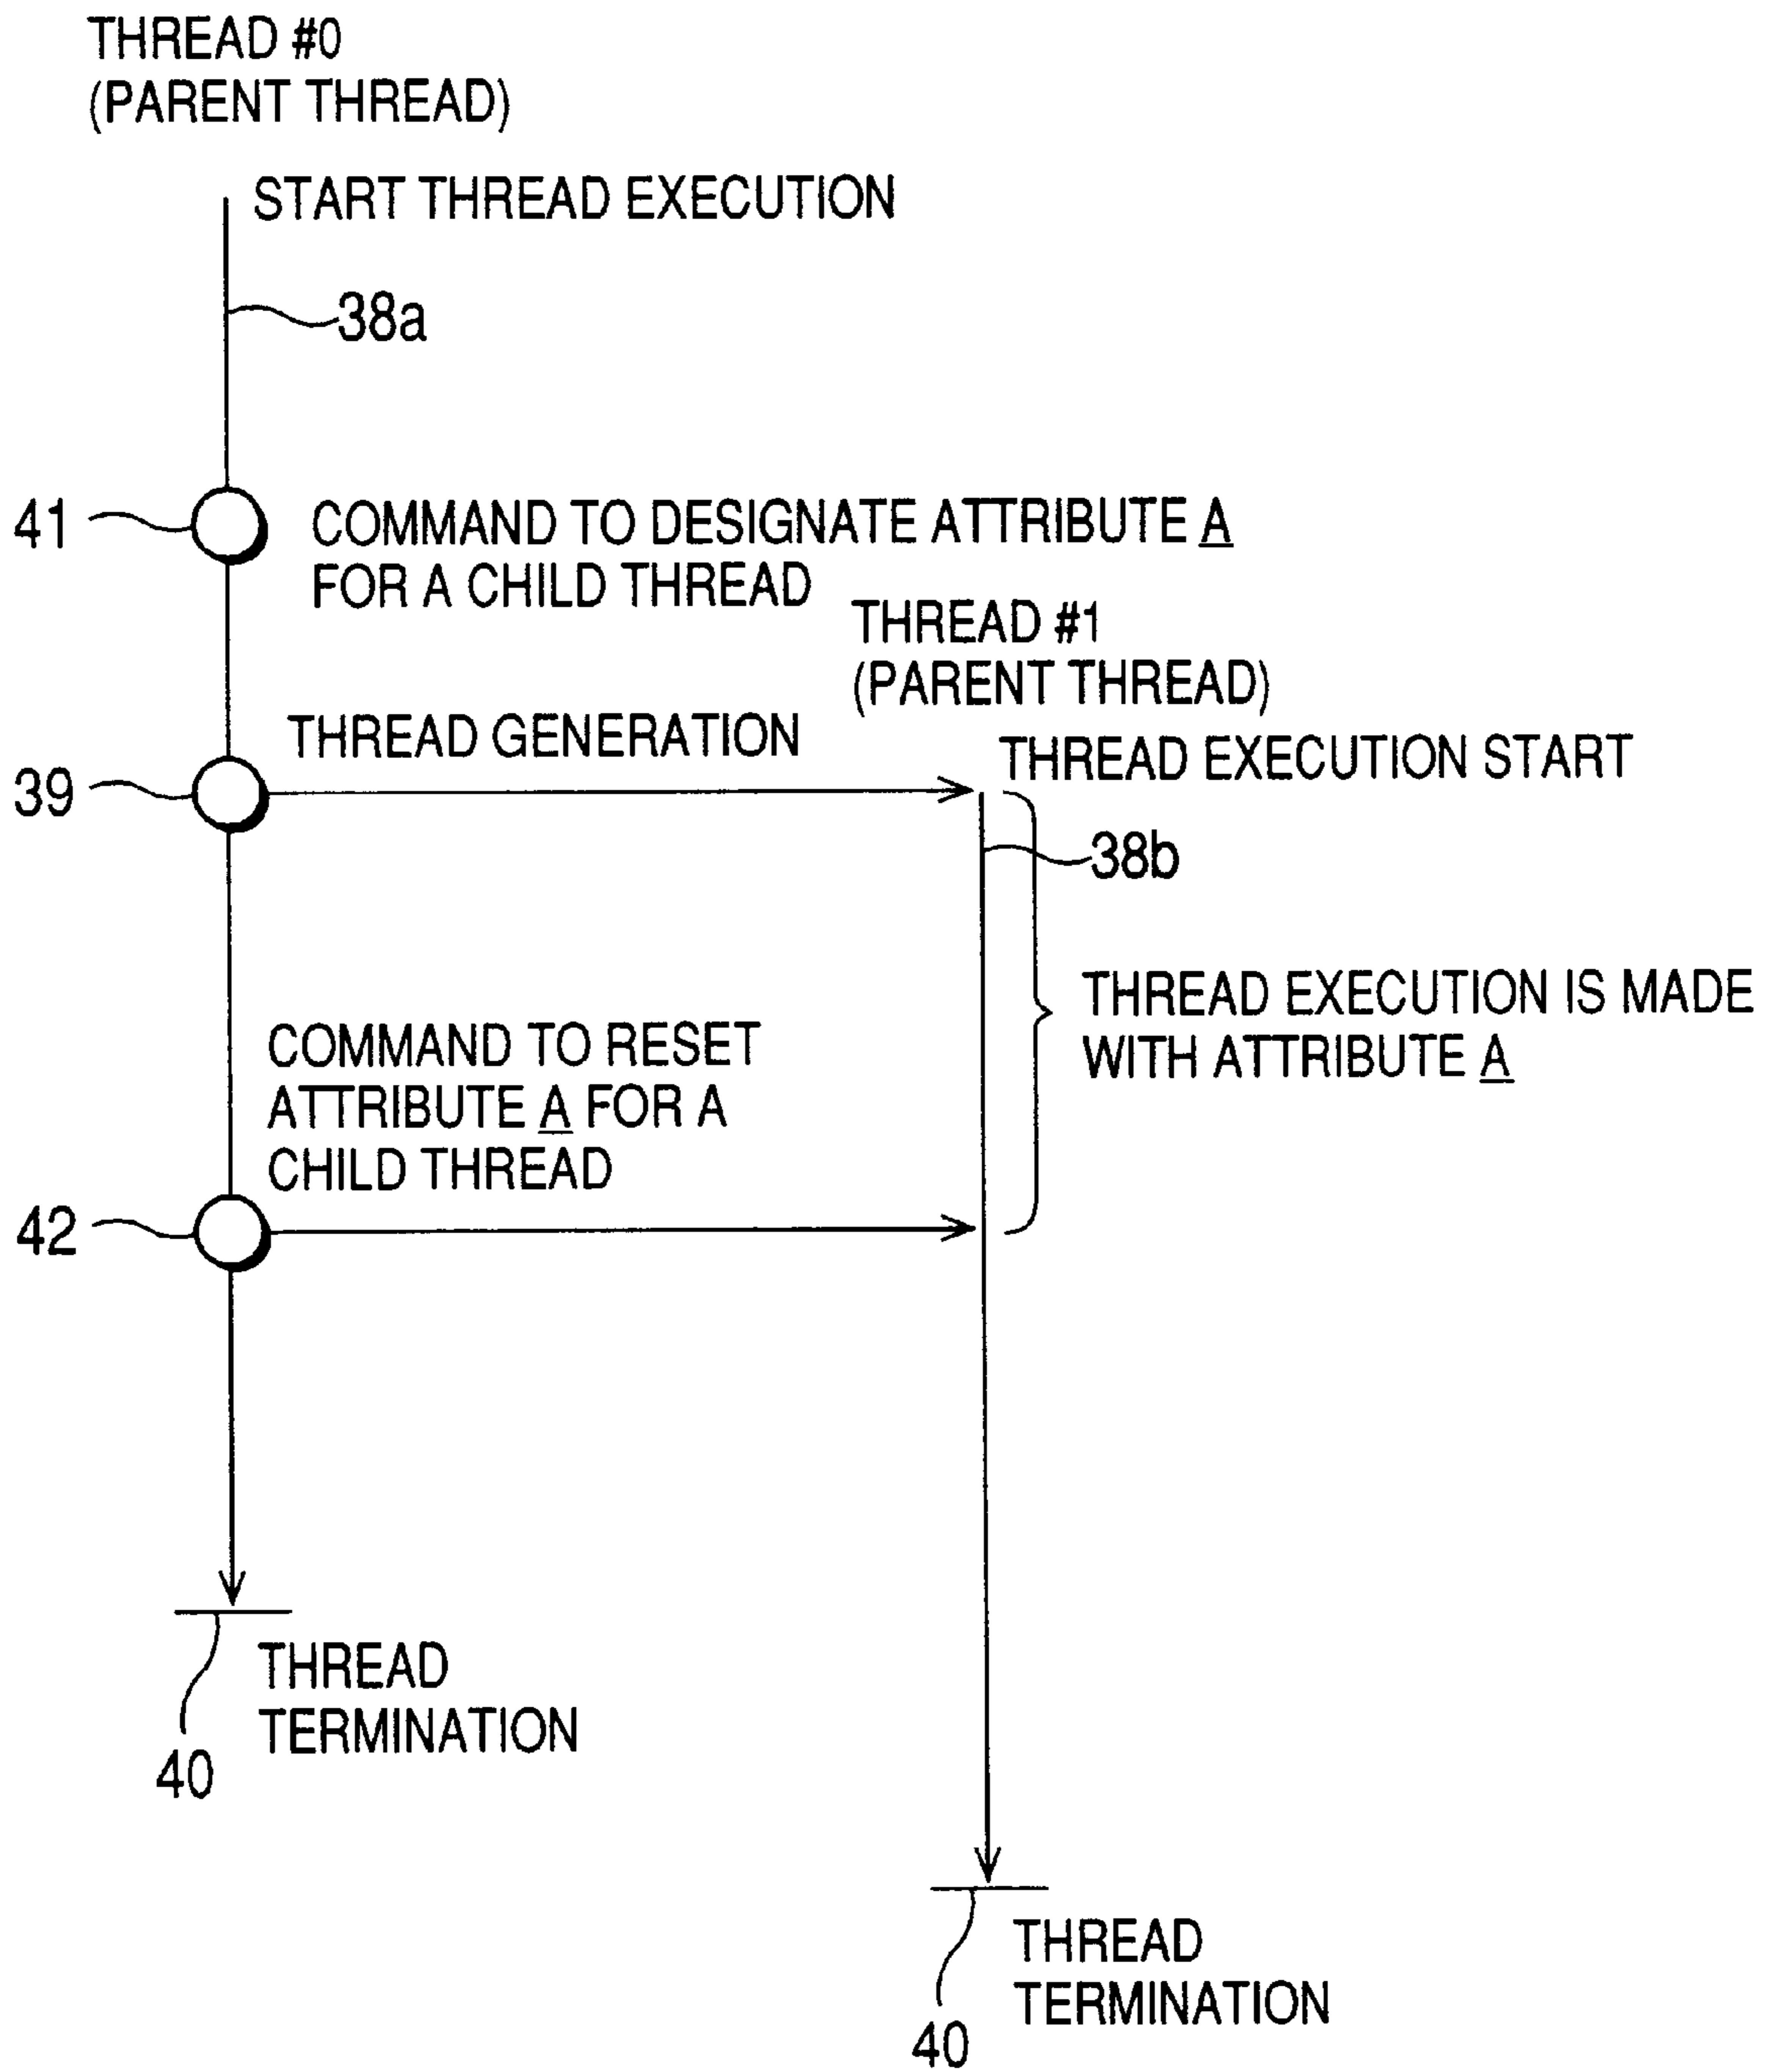 THREAD #0
(PARENT THREAD)
START THREAD EXECUTION
38a
41
COMMAND TO DESIGNATE ATTRIBUTE A
FOR A CHILD THREAD
THREAD #1
(PARENT THREAD)
THREAD GENERATION
THREAD EXECUTION START
39
38b
THREAD EXECUTION IS MADE
WITH ATTRIBUTE A
COMMAND TO RESET
ATTRIBUTE A FOR A
CHILD THREAD
42
THREAD
TERMINATION
40
THREAD
TERMINATION
40